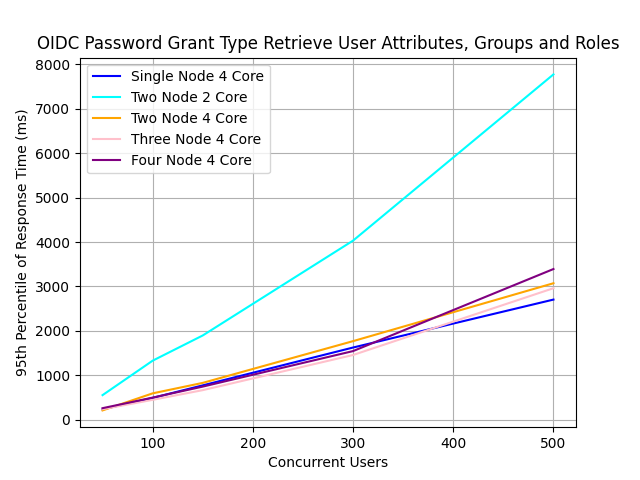 OIDC Password Grant Type Retrieve User Attributes, Groups and Roles
8000
7000
6000
5000
4000
3000
2000
1000
0
95th Percentile of Response Time (ms)
Single Node 4 Core
Two Node 2 Core
Two Node 4 Core
Three Node 4 Core
Four Node 4 Core
100 200 300 400 500
Concurrent Users